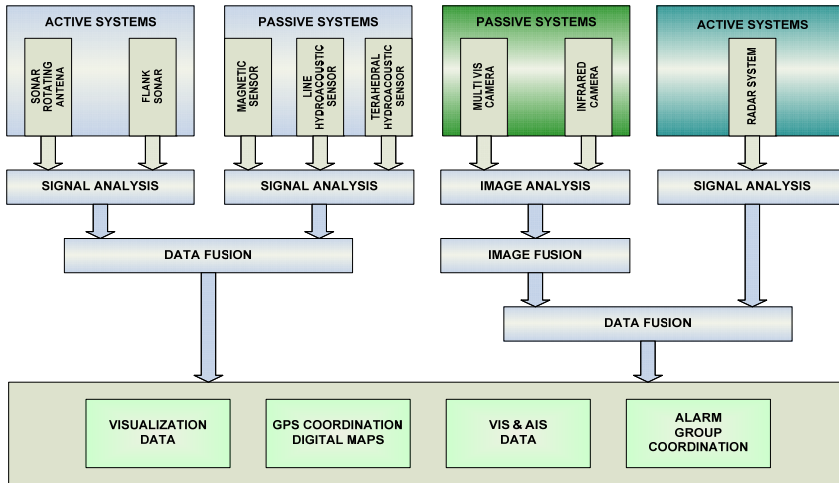 ACTIVE SYSTEMS
PASSIVE SYSTEMS
PASSIVE SYSTEMS
ACTIVE SYSTEMS
SONAR
ROTATING
ANTENA
FLANK
SONAR
MAGNETIC
SENSOR
LINE
HYDROACOUSTIC
SENSOR
TERAHEDRAL
HYDROACOUSTIC
SENSOR
MULTI VIS
CAMERA
INFRARED
CAMERA
RADAR SYSTEM
SIGNAL ANALYSIS
SIGNAL ANALYSIS
IMAGE ANALYSIS
SIGNAL ANALYSIS
DATA FUSION
IMAGE FUSION
DATA FUSION
VISUALIZATION
DATA
GPS COORDINATION
DIGITAL MAPS
VIS & AIS
DATA
ALARM
GROUP
COORDINATION